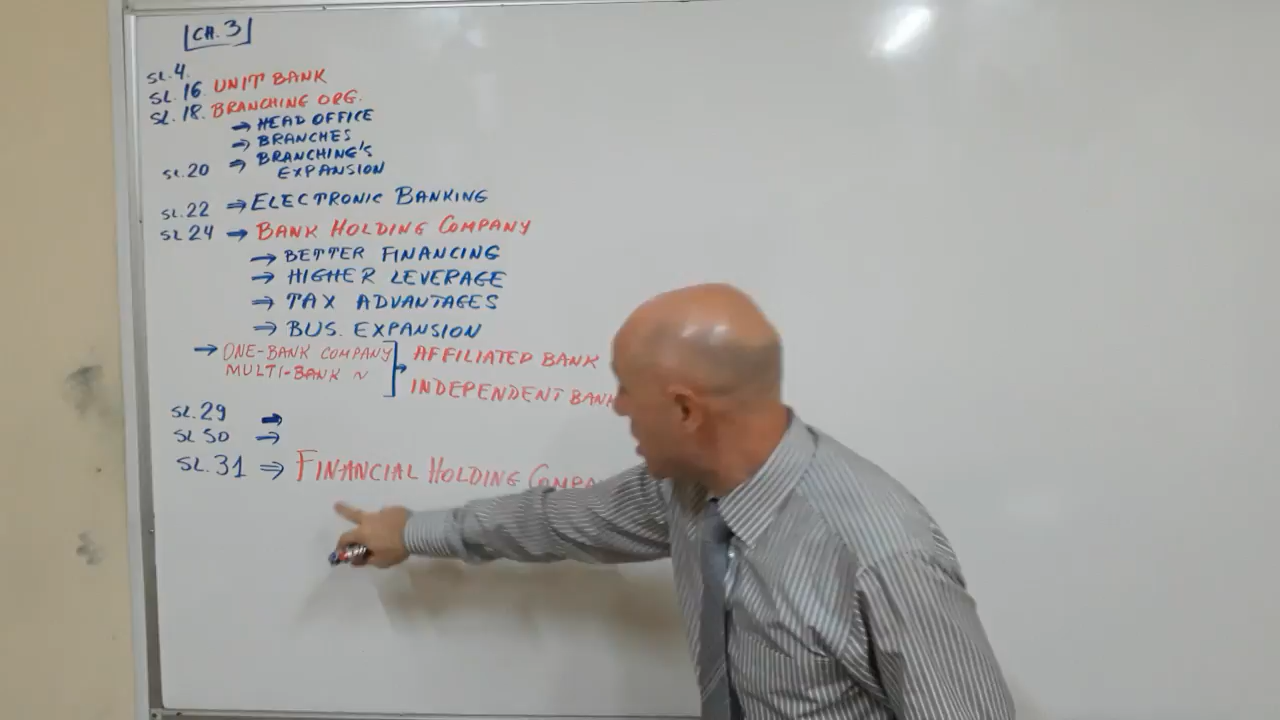 CH. 3
SL. 4.
SL. 16. UNIT BANK
SL. 18. BRANCHING ORG.
→ HEAD OFFICE
→ BRANCHES
SL. 20 → BRANCHING'S
EXPANSION
SL. 22 ⇒ ELECTRONIC BANKING
SL 24 → BANK HOLDING COMPANY
→ BETTER FINANCING
→ HIGHER LEVERAGE
⇒ TAX ADVANTAGES
⇒ BUS. EXPANSION
→ ONE-BANK COMPANY
MULTI-BANK ~
→ AFFILIATED BANK
INDEPENDENT BANK
SL. 29 →
SL 30 →
SL. 31 ⇒ FINANCIAL HOLDING COMPA